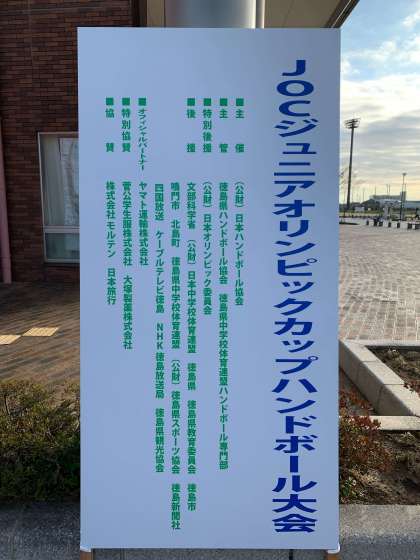 JOCジュニアオリンピックカップハンドボール大会
■主催 (公財)日本ハンドボール協会
■主管 徳島県ハンドボール協会 徳島県中学校体育連盟ハンドボール専門部
■特別後援 (公財)日本オリンピック委員会
■後援 文部科学省 (公財)日本中学校体育連盟 徳島県 徳島県教育委員会 徳島市
鳴門市 北島町 徳島県中学校体育連盟 (公財)徳島県スポーツ協会 徳島新聞社
四国放送 ケーブルテレビ徳島 NHK徳島放送局 徳島県観光協会
■オフィシャルパートナー ヤマト運輸株式会社
■特別協賛 菅公学生服株式会社 大塚製薬株式会社
■協賛 株式会社モルテン 日本旅行